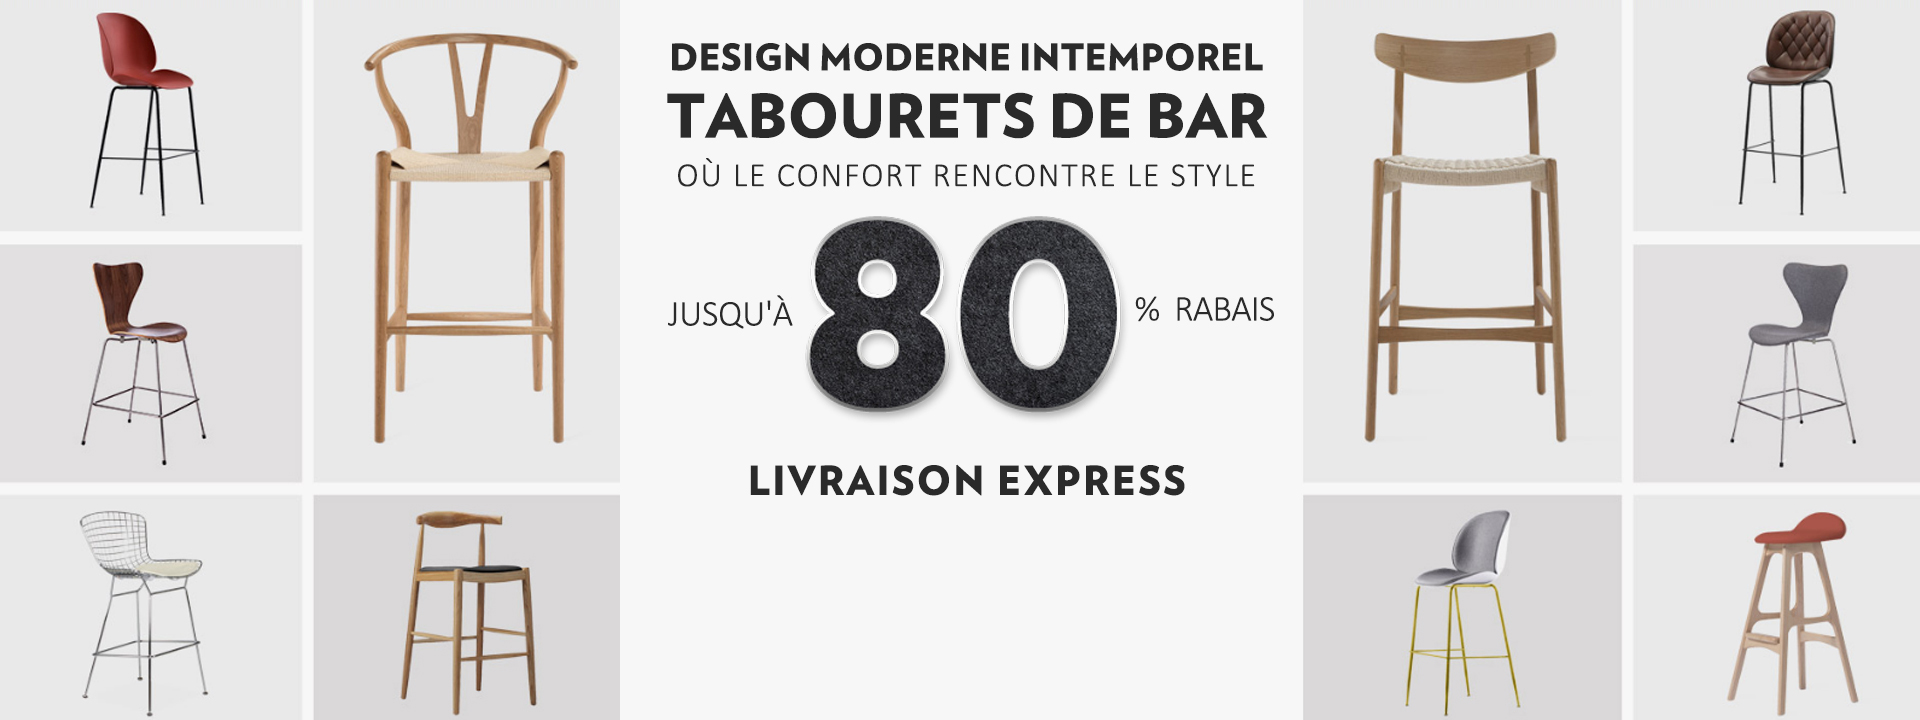 DESIGN MODERNE INTEMPOREL
TABOURETS DE BAR
OÙ LE CONFORT RENCONTRE LE STYLE
JUSQU'À 80 % RABAIS
LIVRAISON EXPRESS